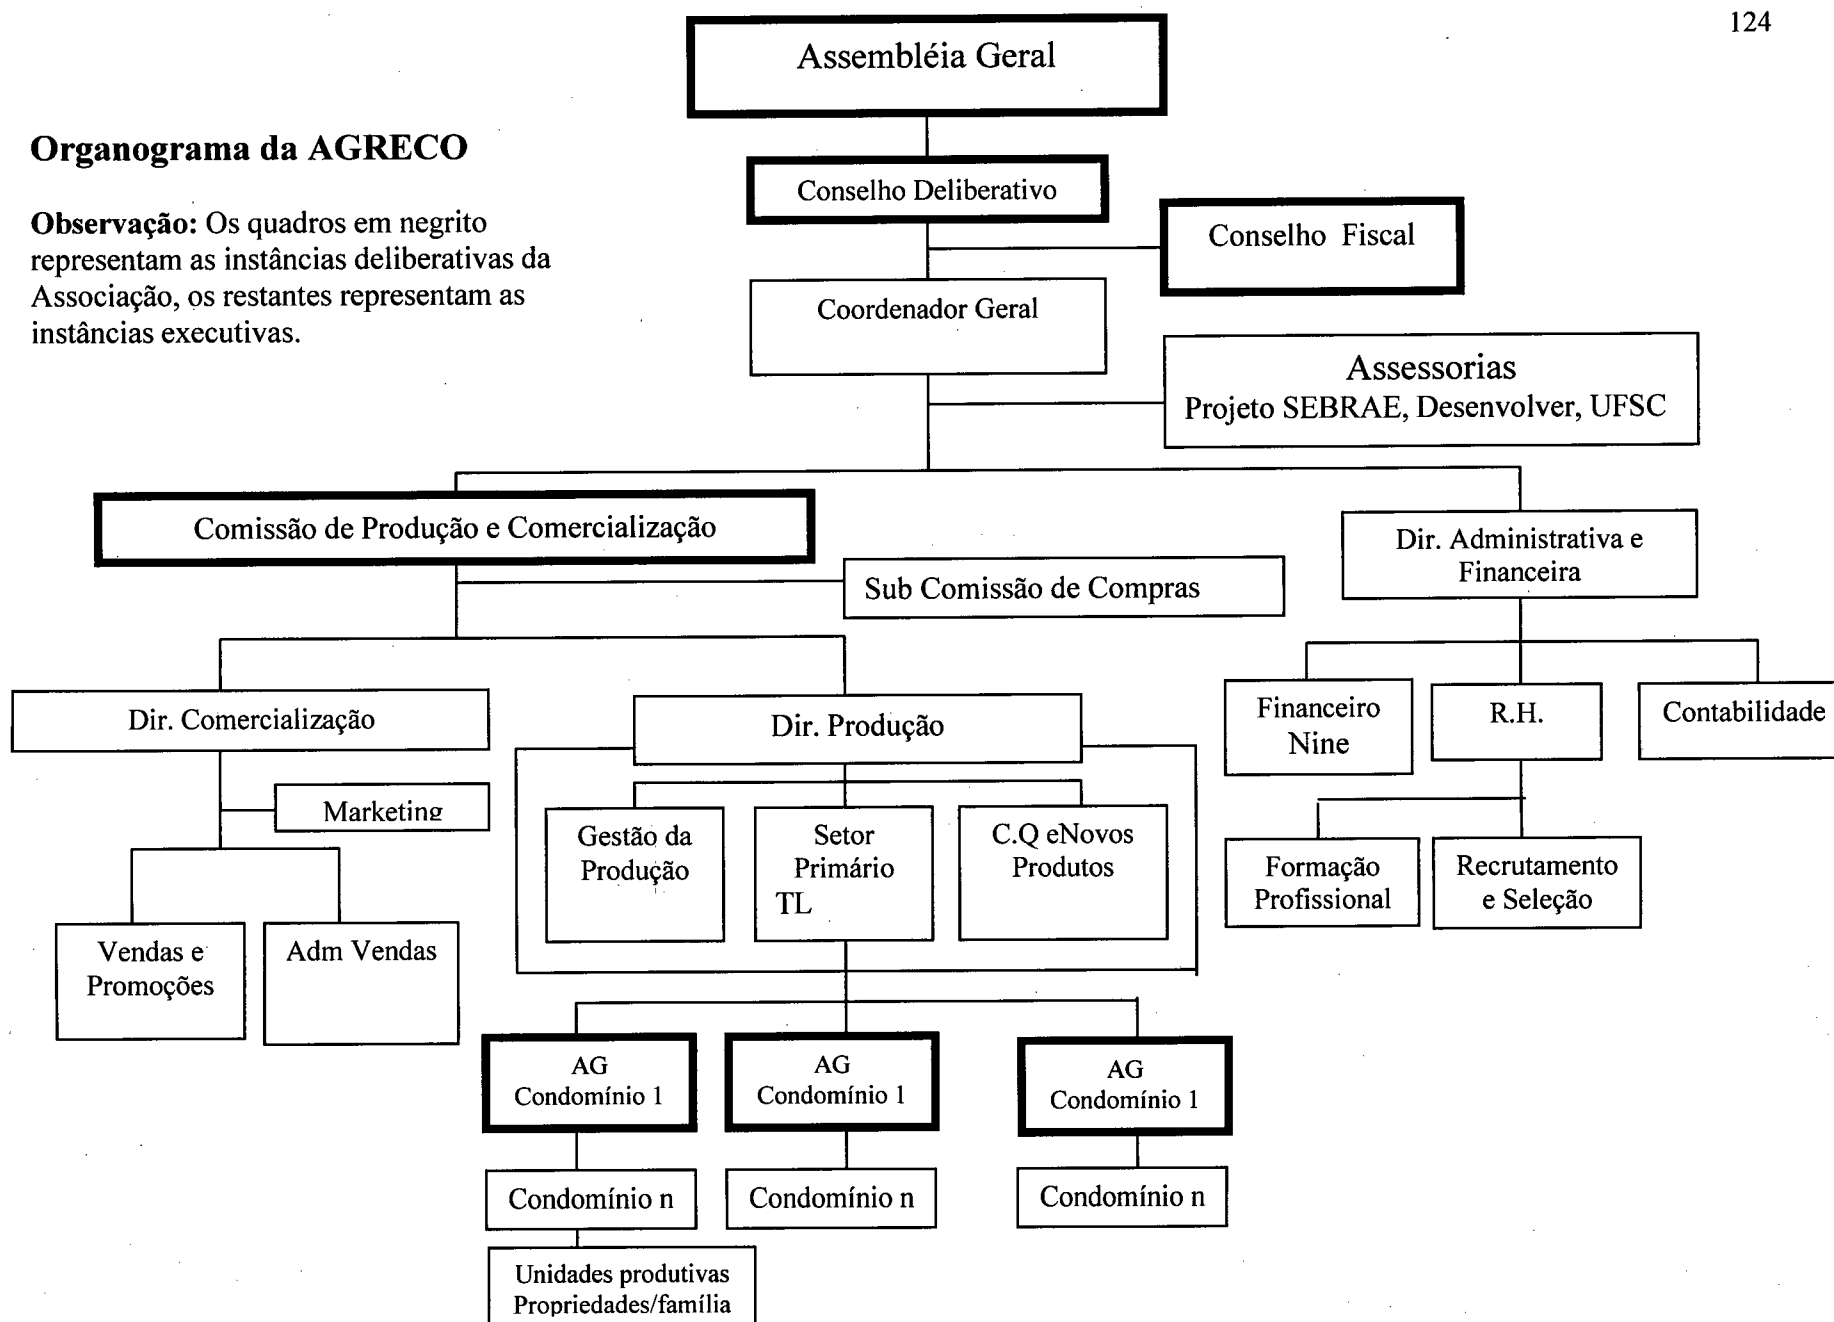 124
Assembléia Geral
Organograma da AGRECO
Conselho Deliberativo
Observação: Os quadros em negrito
representam as instâncias deliberativas da
Associação, os restantes representam as
instâncias executivas.
Conselho Fiscal
Coordenador Geral
Assessorias
Projeto SEBRAE, Desenvolver, UFSC
Comissão de Produção e Comercialização
Dir. Administrativa e
Financeira
Sub Comissão de Compras
Dir. Comercialização
Dir. Produção
Financeiro
Nine
R.H.
Contabilidade
Marketing
Gestão da
Produção
Setor
Primário
TL
C.Q eNovos
Produtos
Formação
Profissional
Recrutamento
e Seleção
Vendas e
Promoções
Adm Vendas
AG
Condomínio 1
AG
Condomínio 1
AG
Condomínio 1
Condomínio n
Condomínio n
Condomínio n
Unidades produtivas
Propriedades/família